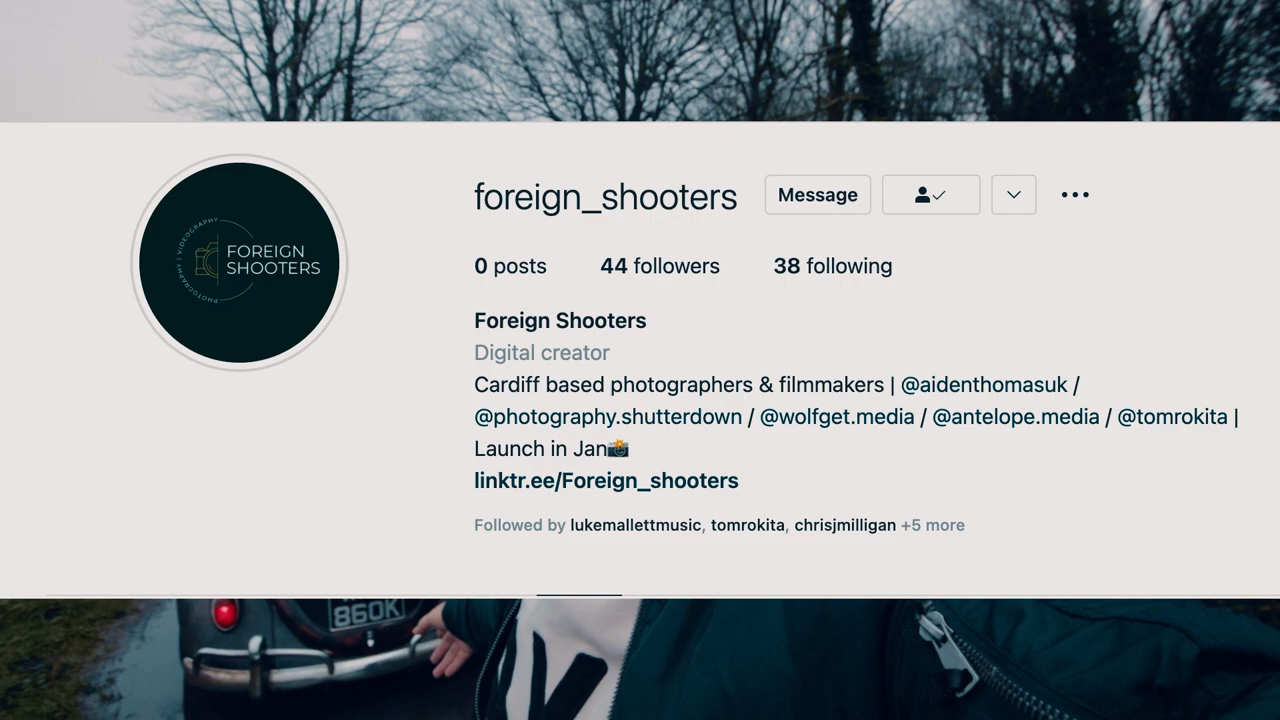 foreign_shooters Message
0 posts 44 followers 38 following
PHOTOGRAPHY | VIDEOGRAPHY
FOREIGN
SHOOTERS
Foreign Shooters
Digital creator
Cardiff based photographers & filmmakers | @aidenthomasuk /
@photography.shutterdown / @wolfget.media / @antelope.media / @tomrokita |
Launch in Jan📸
linktr.ee/Foreign_shooters
Followed by lukemallettmusic, tomrokita, chrisjmilligan +5 more
860K